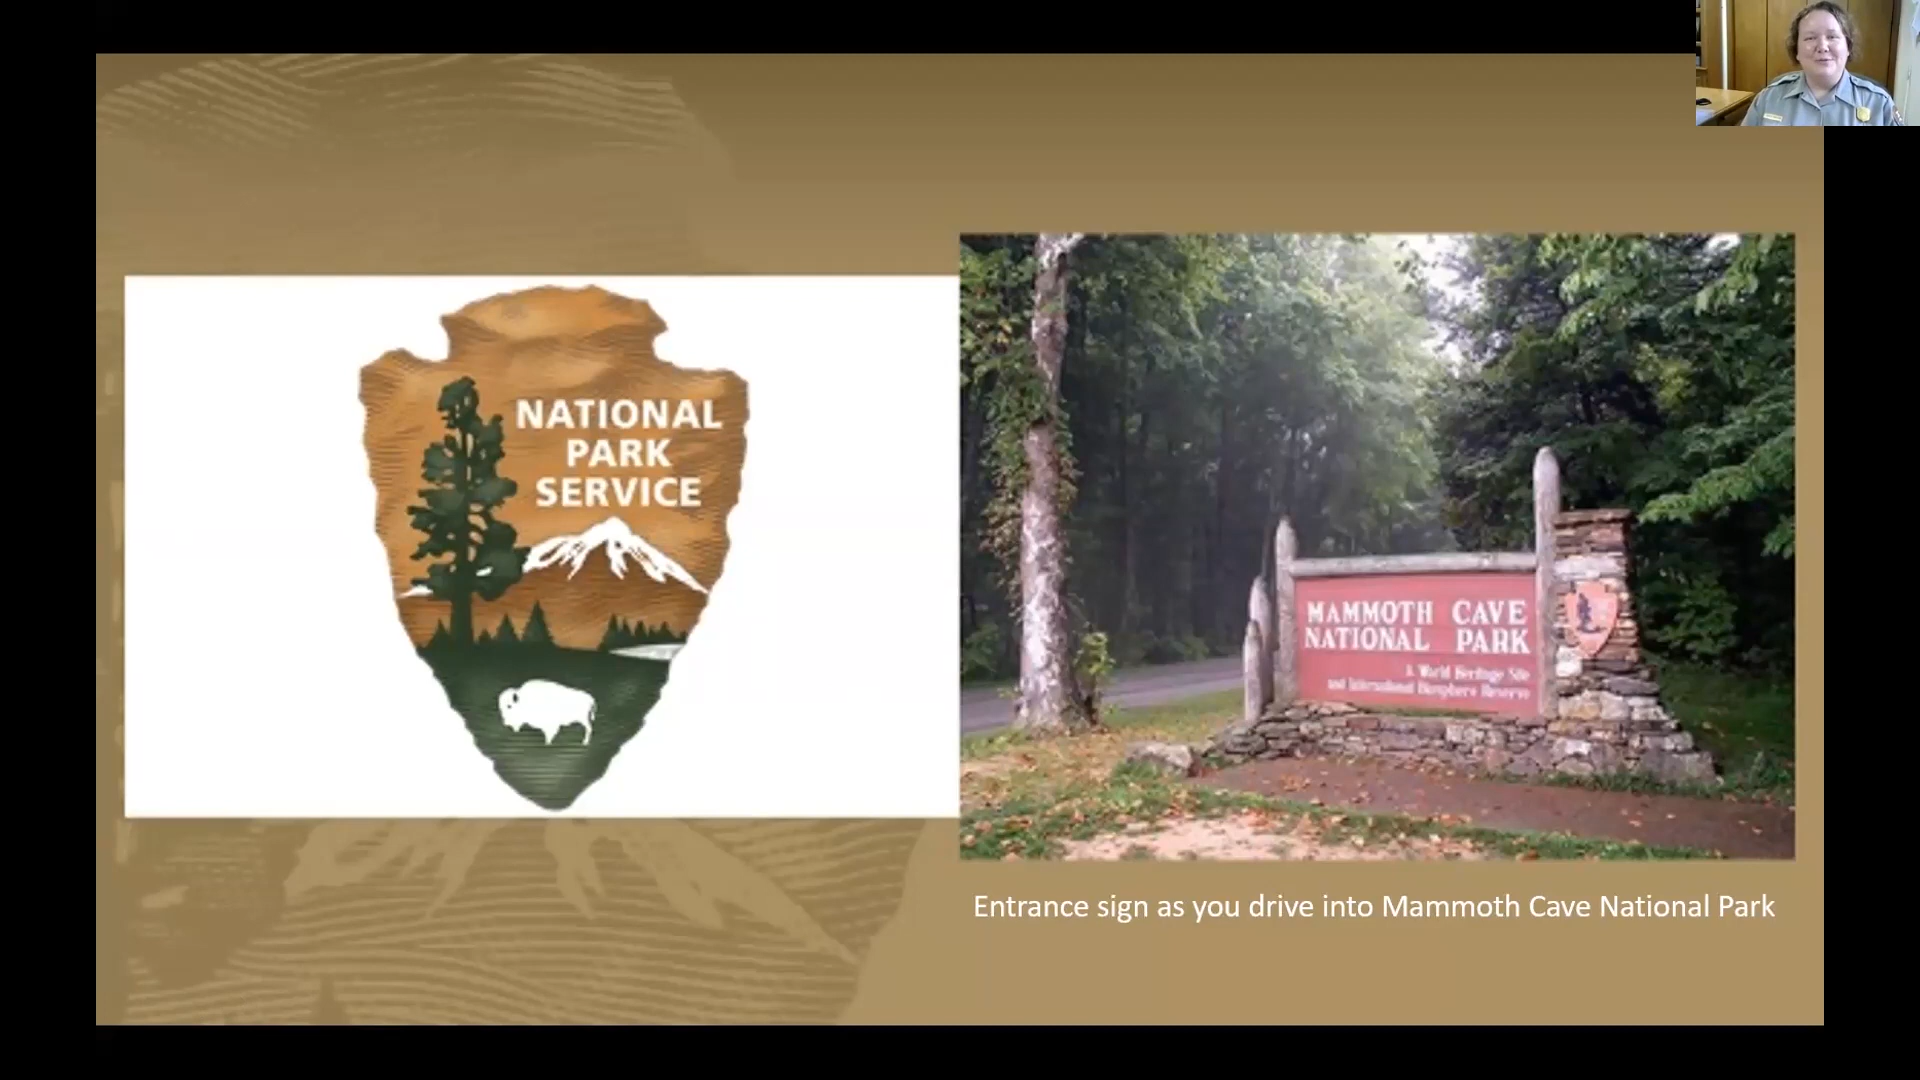 NATIONAL
PARK
SERVICE
MAMMOTH CAVE
NATIONAL PARK
A World Heritage Site
and International Biosphere Reserve
Entrance sign as you drive into Mammoth Cave National Park